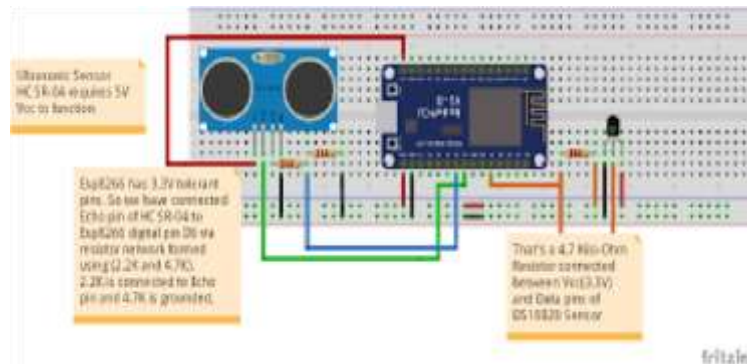 Ultrasonic Sensor
HC SR-04 requires 5V
Vcc to function
Esp8266 has 3.3V tolerant
pins. So we have connected
Echo pin of HC SR-04 to
Esp8266 digital pin D6 via
resistor network formed
using (2.2K and 4.7K).
2.2K is connected to Echo
pin and 4.7K is grounded.
That's a 4.7 Kilo-Ohm
Resistor connected
between Vcc(3.3V)
and Data pins of
DS18B20 Sensor